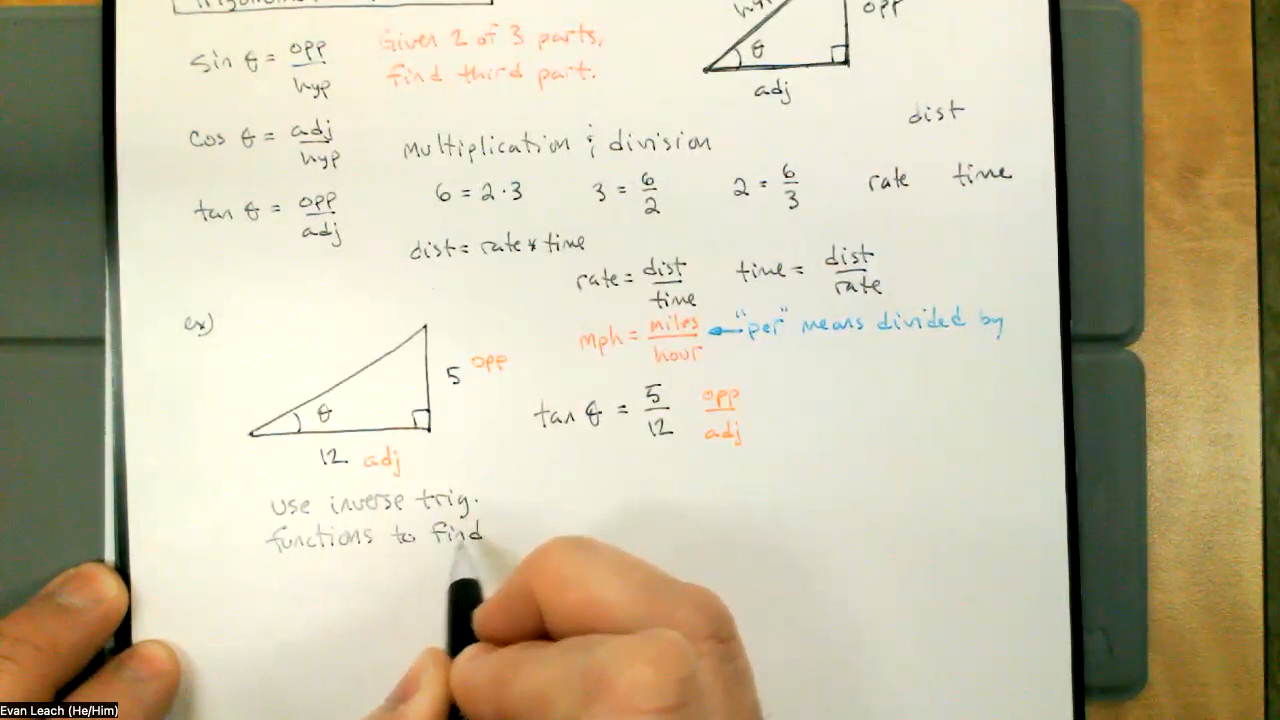 hyp
opp
sin θ = opp/hyp
Given 2 of 3 parts,
find third part.
θ
adj
dist
cos θ = adj/hyp
multiplication & division
6 = 2 · 3
3 = 6/2
2 = 6/3
rate time
tan θ = opp/adj
dist = rate * time
rate = dist/time
time = dist/rate
mph = miles/hour
"per" means divided by
ex)
5 opp
θ
12 adj
tan θ = 5/12 opp/adj
use inverse trig.
functions to find
Evan Leach (He/Him)